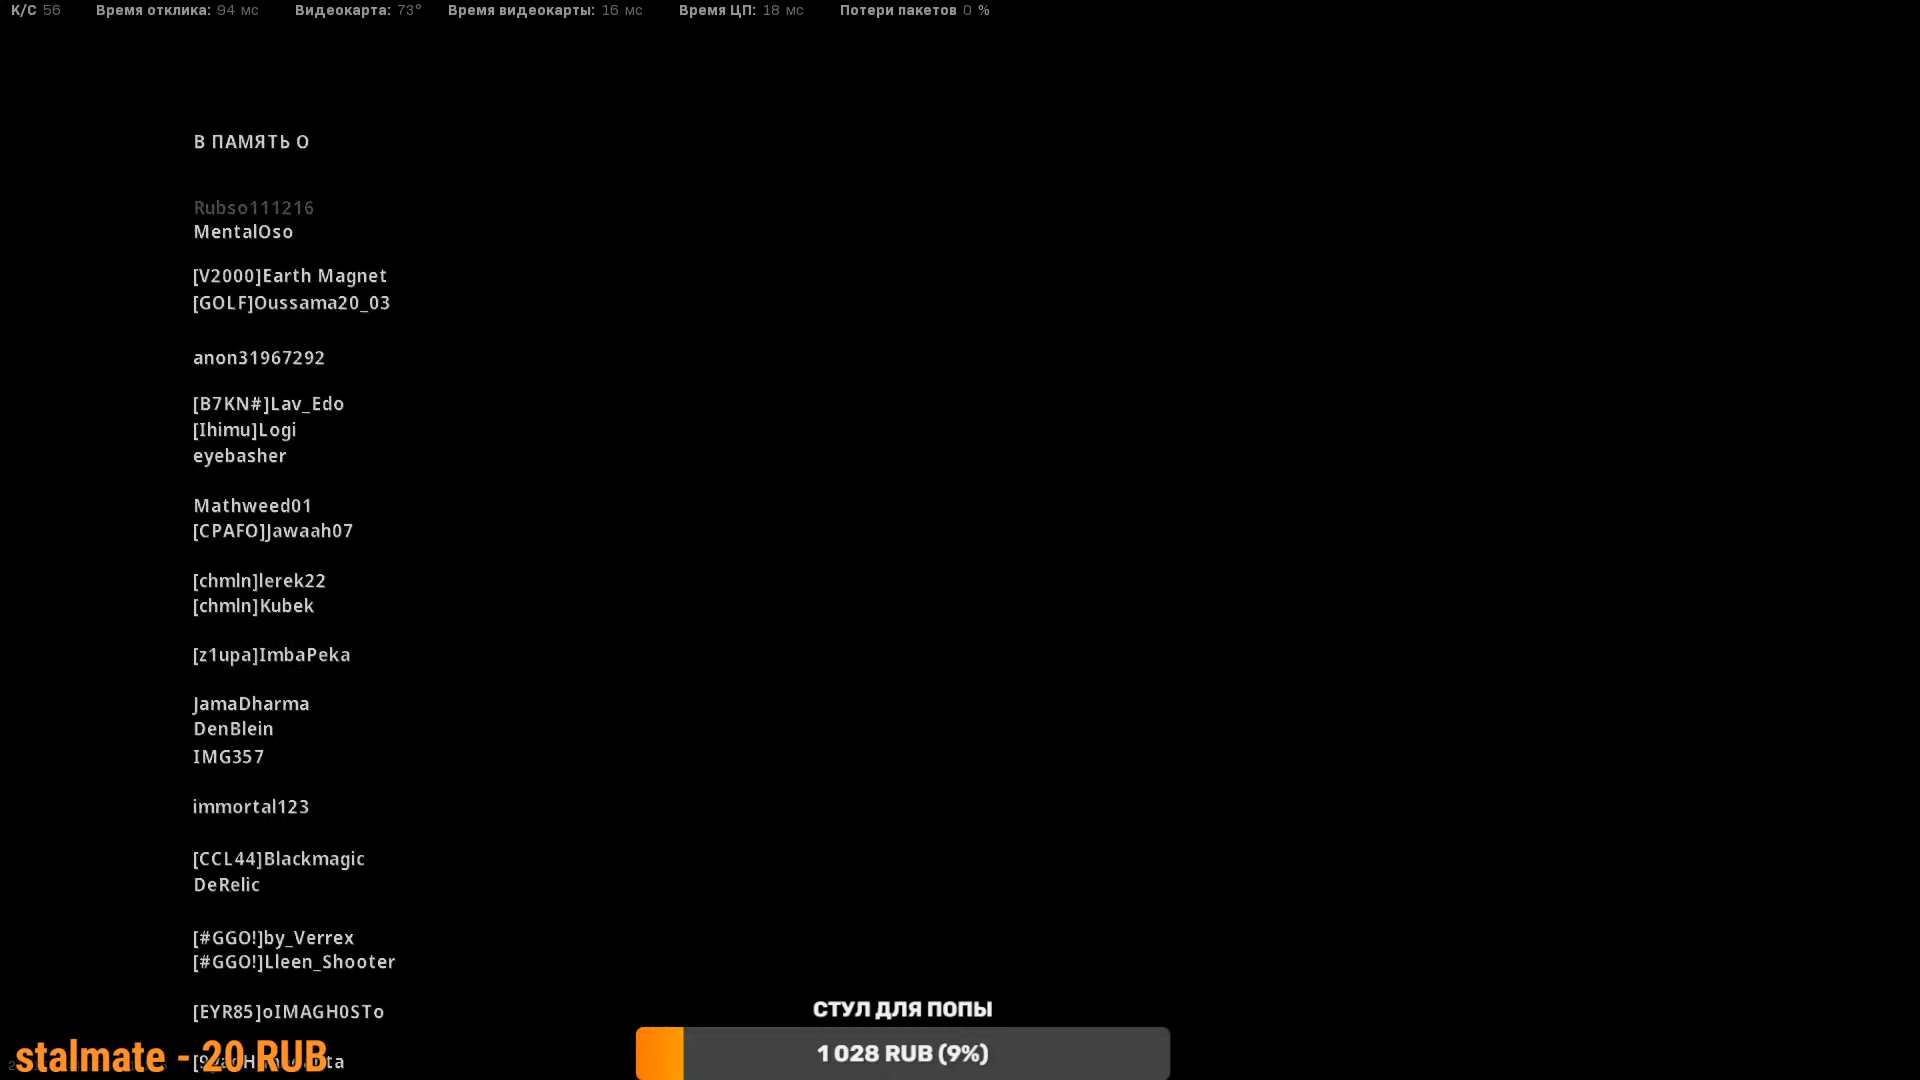 К/С 56 Время отклика: 94 мс Видеокарта: 73° Время видеокарты: 16 мс Время ЦП: 18 мс Потери пакетов 0 %
В ПАМЯТЬ О
Rubso111216
MentalOso
[V2000]Earth Magnet
[GOLF]Oussama20_03
anon31967292
[B7KN#]Lav_Edo
[Ihimu]Logi
eyebasher
Mathweed01
[CPAFO]Jawaah07
[chmln]lerek22
[chmln]Kubek
[z1upa]ImbaPeka
JamaDharma
DenBlein
IMG357
immortal123
[CCL44]Blackmagic
DeRelic
[#GGO!]by_Verrex
[#GGO!]Lleen_Shooter
[EYR85]oIMAGH0STo
СТУЛ ДЛЯ ПОПЫ
1 028 RUB (9%)
stalmate - 20 RUB